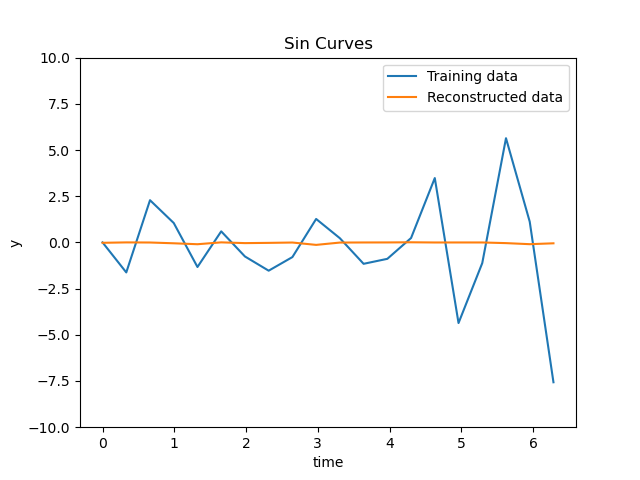 Sin Curves
Training data
Reconstructed data
10.0
7.5
5.0
2.5
0.0
−2.5
−5.0
−7.5
−10.0
y
0 1 2 3 4 5 6
time